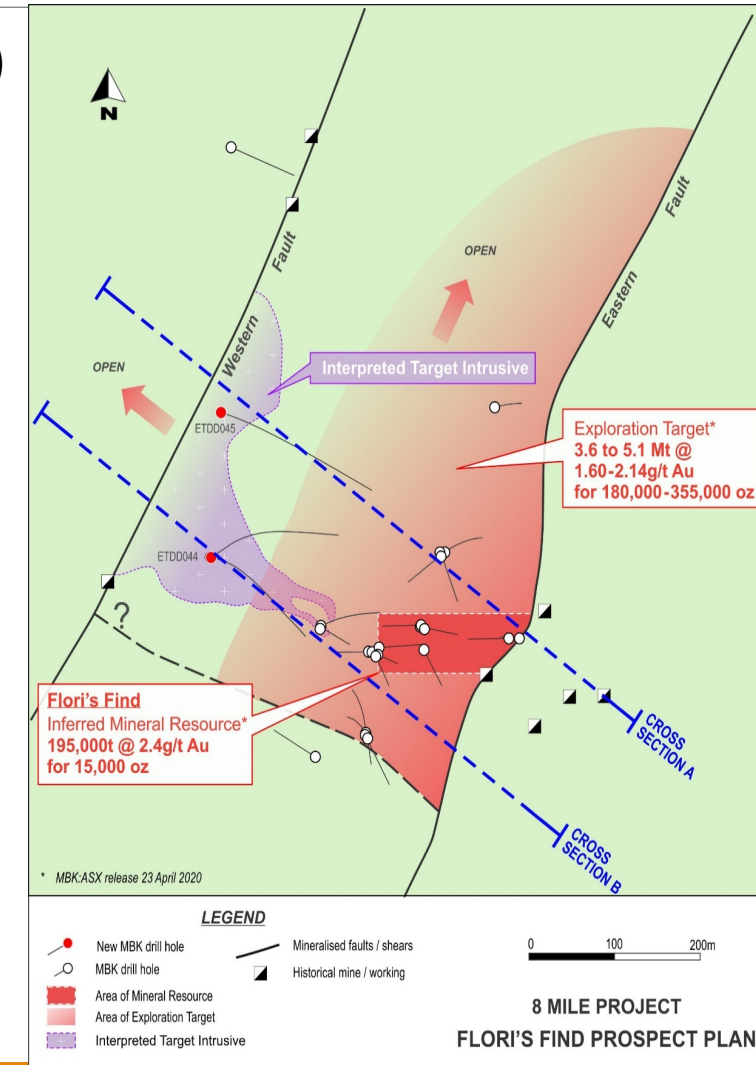 )
N
Fault
Western
OPEN
Fault
Eastern
OPEN
Interpreted Target Intrusive
ETDD045
Exploration Target*
3.6 to 5.1 Mt @
1.60-2.14g/t Au
for 180,000-355,000 oz
ETDD044
?
Flori's Find
Inferred Mineral Resource*
195,000t @ 2.4g/t Au
for 15,000 oz
CROSS
SECTION A
CROSS
SECTION B
* MBK:ASX release 23 April 2020
LEGEND
New MBK drill hole
MBK drill hole
Area of Mineral Resource
Area of Exploration Target
Interpreted Target Intrusive
Mineralised faults / shears
Historical mine / working
0 100 200m
8 MILE PROJECT
FLORI'S FIND PROSPECT PLAN